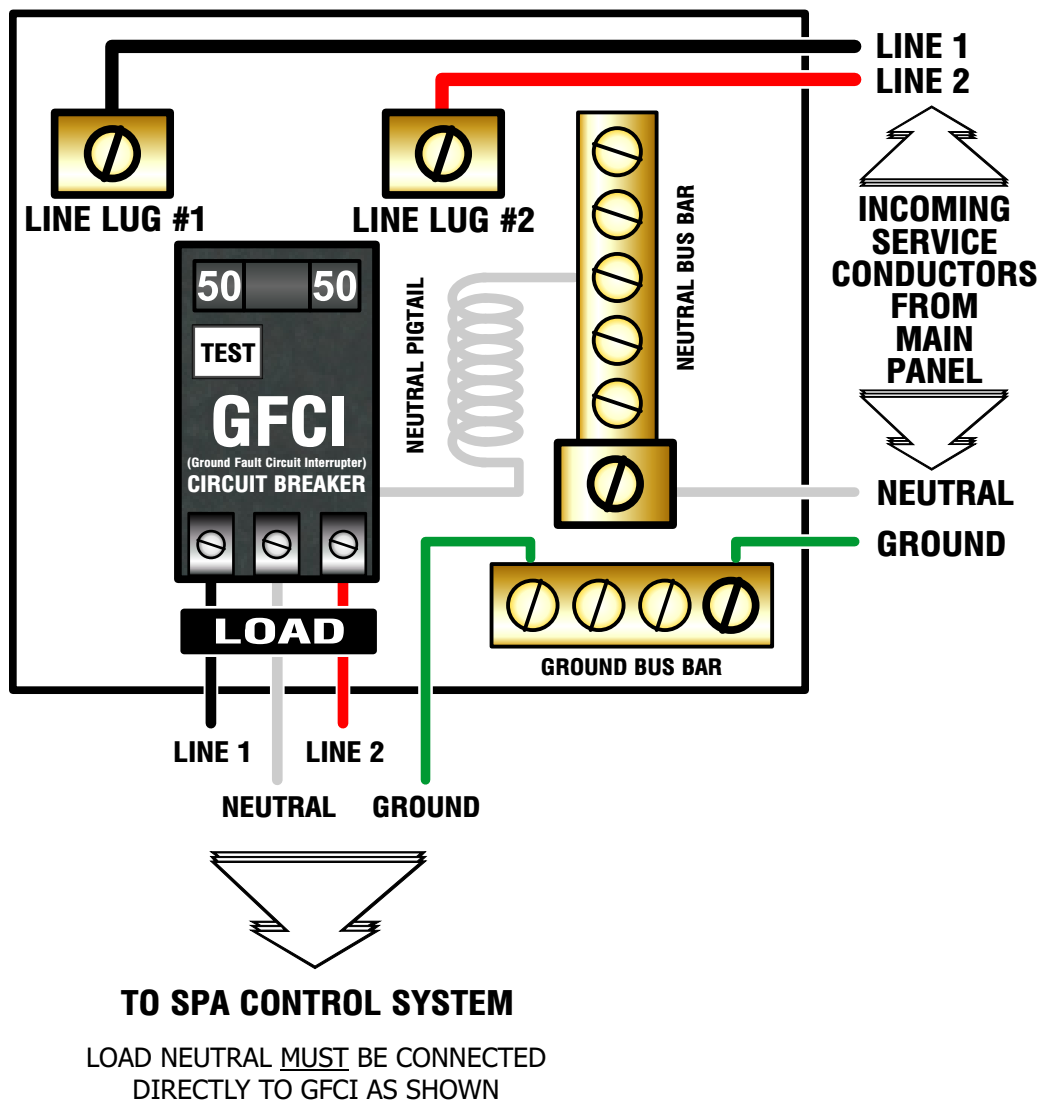 LINE 1
LINE 2
LINE LUG #1
LINE LUG #2
INCOMING
SERVICE
CONDUCTORS
FROM
MAIN
PANEL
NEUTRAL BUS BAR
NEUTRAL PIGTAIL
50
50
TEST
GFCI
(Ground Fault Circuit Interrupter)
CIRCUIT BREAKER
NEUTRAL
GROUND
LOAD
GROUND BUS BAR
LINE 1
LINE 2
NEUTRAL
GROUND
TO SPA CONTROL SYSTEM
LOAD NEUTRAL MUST BE CONNECTED
DIRECTLY TO GFCI AS SHOWN